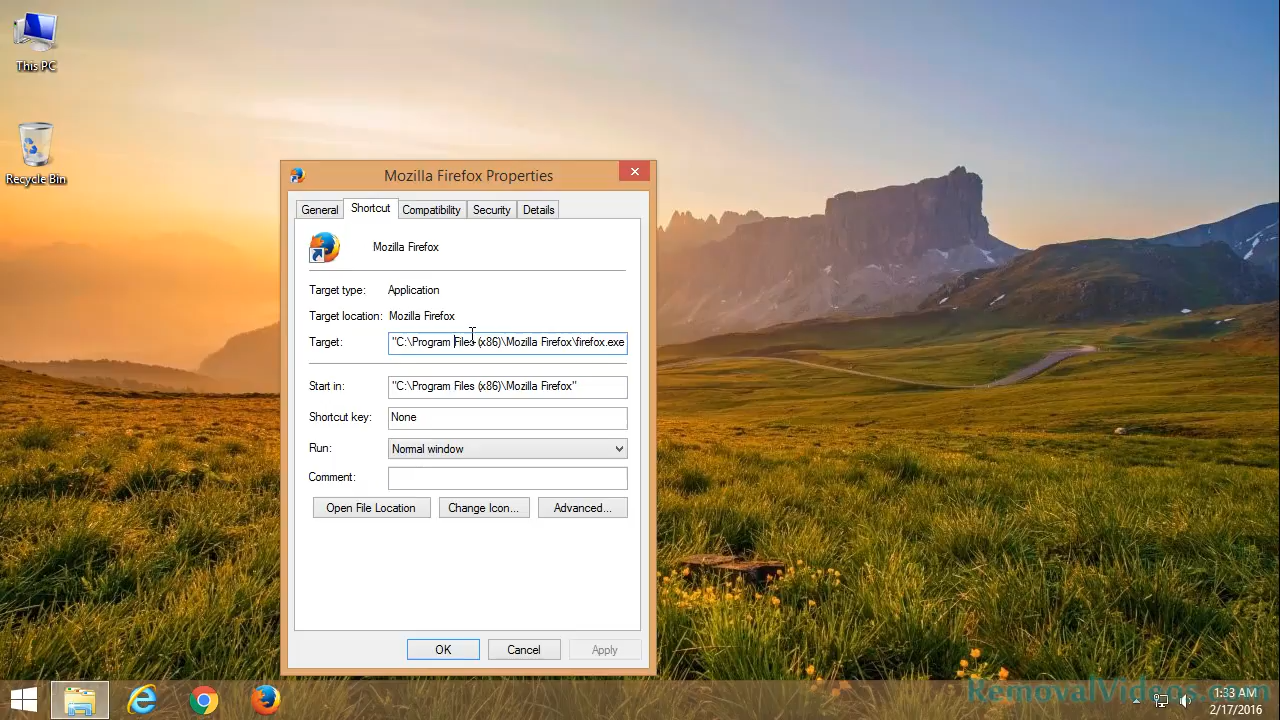 This PC
Recycle Bin
Mozilla Firefox Properties
General Shortcut Compatibility Security Details
Mozilla Firefox
Target type: Application
Target location: Mozilla Firefox
Target: "C:\Program Files (x86)\Mozilla Firefox\firefox.exe
Start in: "C:\Program Files (x86)\Mozilla Firefox"
Shortcut key: None
Run: Normal window
Comment:
Open File Location Change Icon... Advanced...
OK Cancel Apply
RemovalVideos.com
1:33 AM
2/17/2016